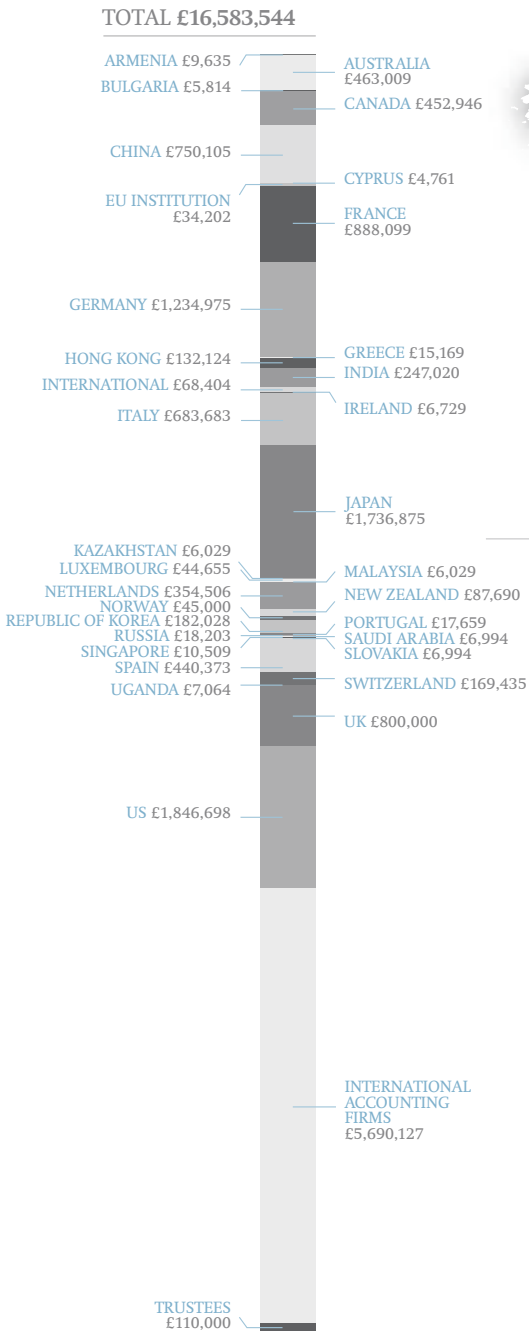 TOTAL £16,583,544
ARMENIA £9,635
AUSTRALIA
£463,009
BULGARIA £5,814
CANADA £452,946
CHINA £750,105
CYPRUS £4,761
EU INSTITUTION
£34,202
FRANCE
£888,099
GERMANY £1,234,975
GREECE £15,169
HONG KONG £132,124
INDIA £247,020
INTERNATIONAL £68,404
IRELAND £6,729
ITALY £683,683
JAPAN
£1,736,875
KAZAKHSTAN £6,029
LUXEMBOURG £44,655
MALAYSIA £6,029
NETHERLANDS £354,506
NEW ZEALAND £87,690
NORWAY £45,000
REPUBLIC OF KOREA £182,028
PORTUGAL £17,659
RUSSIA £18,203
SAUDI ARABIA £6,994
SINGAPORE £10,509
SLOVAKIA £6,994
SPAIN £440,373
SWITZERLAND £169,435
UGANDA £7,064
UK £800,000
US £1,846,698
INTERNATIONAL
ACCOUNTING
FIRMS
£5,690,127
TRUSTEES
£110,000